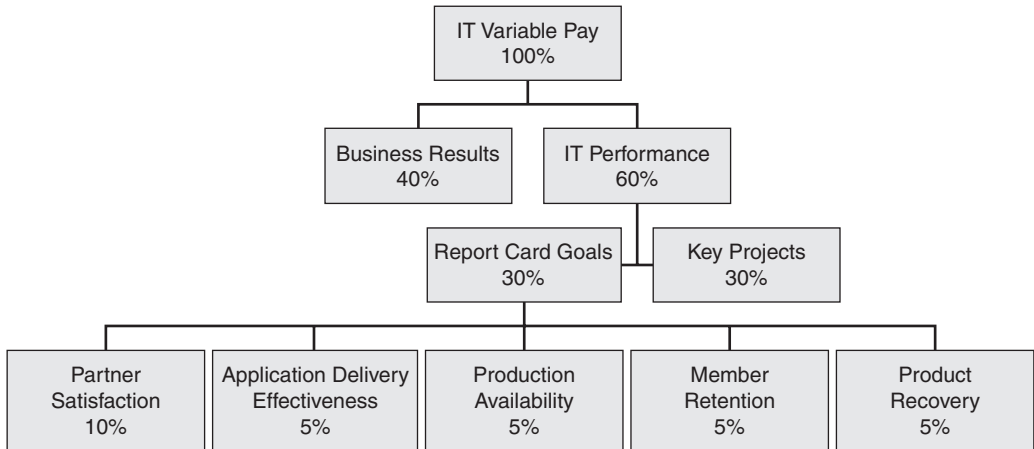 IT Variable Pay
100%
Business Results
40%
IT Performance
60%
Report Card Goals
30%
Key Projects
30%
Partner
Satisfaction
10%
Application Delivery
Effectiveness
5%
Production
Availability
5%
Member
Retention
5%
Product
Recovery
5%